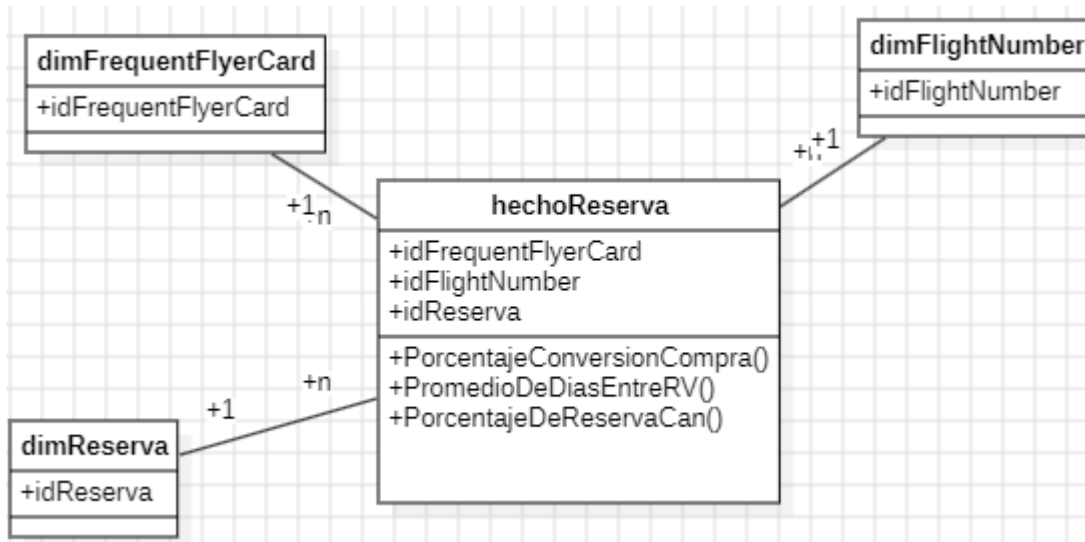 dimFrequentFlyerCard
+idFrequentFlyerCard
dimFlightNumber
+idFlightNumber
+1
+1
n
hechoReserva
+idFrequentFlyerCard
+idFlightNumber
+idReserva
+PorcentajeConversionCompra()
+PromedioDeDiasEntreRV()
+PorcentajeDeReservaCan()
+n
+1
dimReserva
+idReserva